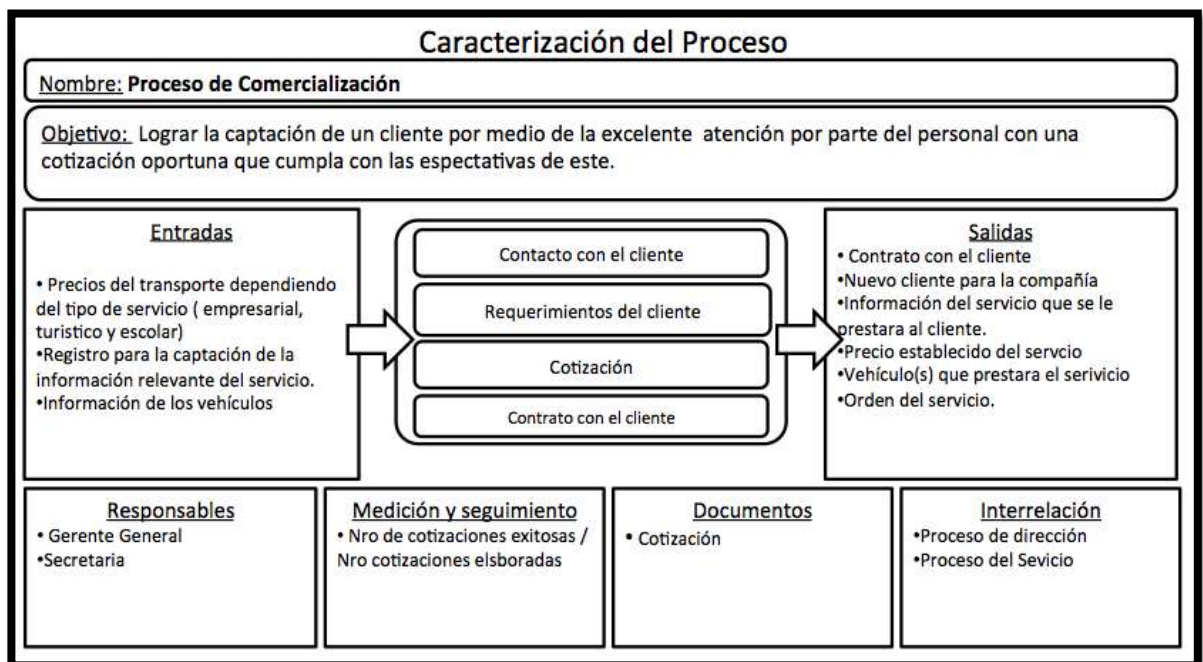 Caracterización del Proceso
Nombre: Proceso de Comercialización
Objetivo: Lograr la captación de un cliente por medio de la excelente atención por parte del personal con una
cotización oportuna que cumpla con las espectativas de este.
Entradas
• Precios del transporte dependiendo
del tipo de servicio ( empresarial,
turistico y escolar)
•Registro para la captación de la
información relevante del servicio.
•Información de los vehículos
Contacto con el cliente
Requerimientos del cliente
Cotización
Contrato con el cliente
Salidas
• Contrato con el cliente
•Nuevo cliente para la compañía
•Información del servicio que se le
prestara al cliente.
•Precio establecido del servcio
•Vehículo(s) que prestara el serivicio
•Orden del servicio.
Responsables
• Gerente General
•Secretaria
Medición y seguimiento
• Nro de cotizaciones exitosas /
Nro cotizaciones elsboradas
Documentos
• Cotización
Interrelación
•Proceso de dirección
•Proceso del Sevicio